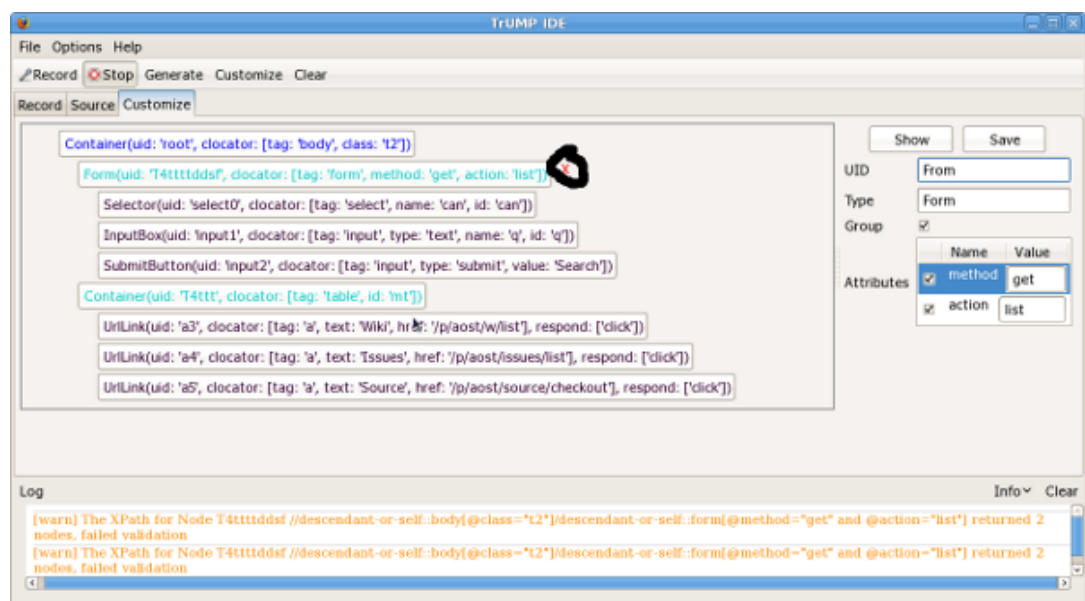 TrUMP IDE
File Options Help
Record Stop Generate Customize Clear
Record Source Customize
Container(uid: 'root', clocator: [tag: 'body', class: 't2'])
Form(uid: 'T4ttttddsf', clocator: [tag: 'form', method: 'get', action: 'list']) X
Selector(uid: 'select0', clocator: [tag: 'select', name: 'can', id: 'can'])
InputBox(uid: 'input1', clocator: [tag: 'input', type: 'text', name: 'q', id: 'q'])
SubmitButton(uid: 'input2', clocator: [tag: 'input', type: 'submit', value: 'Search'])
Container(uid: 'T4ttt', clocator: [tag: 'table', id: 'mt'])
UrlLink(uid: 'a3', clocator: [tag: 'a', text: 'Wiki', href: '/p/aost/w/list'], respond: ['click'])
UrlLink(uid: 'a4', clocator: [tag: 'a', text: 'Issues', href: '/p/aost/issues/list'], respond: ['click'])
UrlLink(uid: 'a5', clocator: [tag: 'a', text: 'Source', href: '/p/aost/source/checkout'], respond: ['click'])
Show Save
UID From
Type Form
Group
Name Value
Attributes
method get
action list
Log Info Clear
[warn] The XPath for Node T4ttttddsf //descendant-or-self::body[@class="t2"]/descendant-or-self::form[@method="get" and @action="list"] returned 2
nodes, failed validation
[warn] The XPath for Node T4ttttddsf //descendant-or-self::body[@class="t2"]/descendant-or-self::form[@method="get" and @action="list"] returned 2
nodes, failed validation